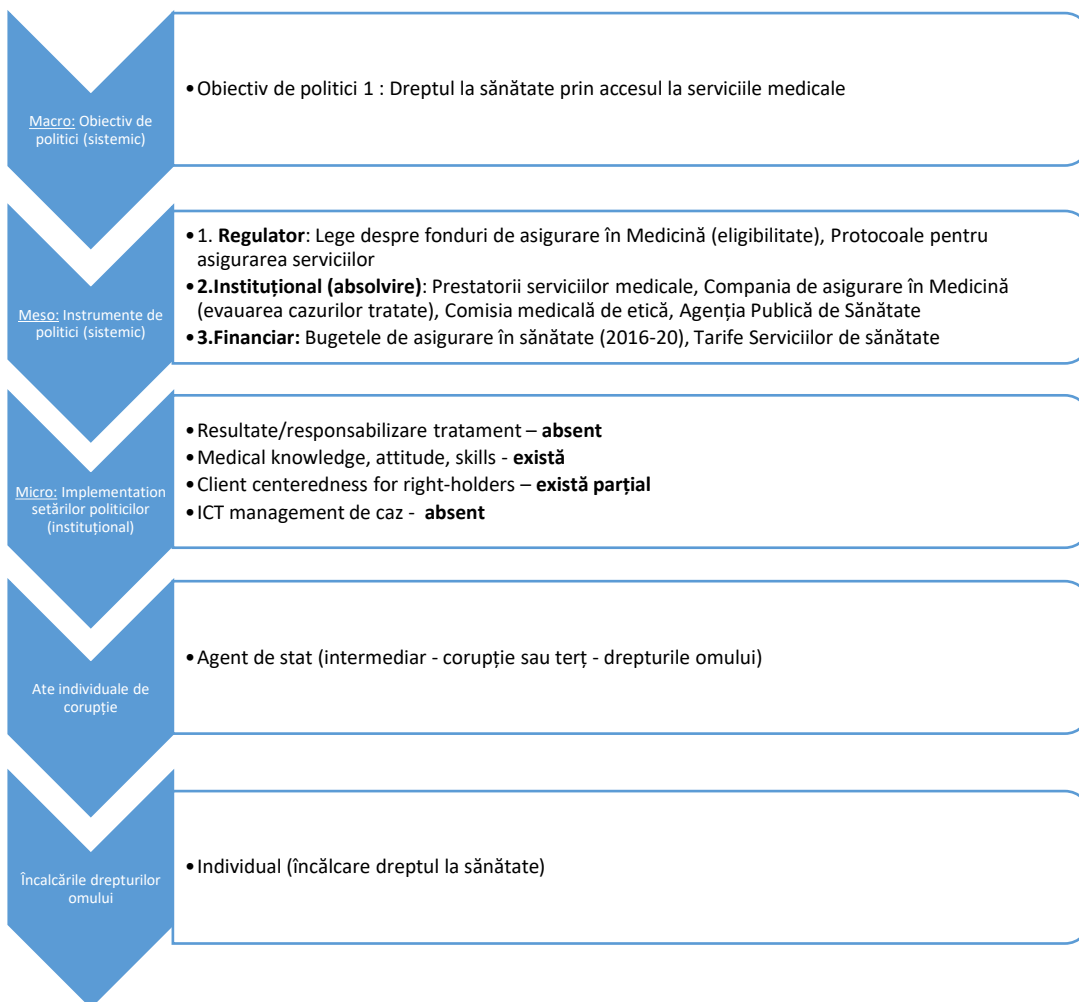 Macro: Obiectiv de
politici (sistemic)
•Obiectiv de politici 1 : Dreptul la sănătate prin accesul la serviciile medicale
Meso: Instrumente de
politici (sistemic)
•1. Regulator: Lege despre fonduri de asigurare în Medicină (eligibilitate), Protocoale pentru
asigurarea serviciilor
•2.Instituțional (absolvire): Prestatorii serviciilor medicale, Compania de asigurare în Medicină
(evauarea cazurilor tratate), Comisia medicală de etică, Agenția Publică de Sănătate
•3.Financiar: Bugetele de asigurare în sănătate (2016-20), Tarife Serviciilor de sănătate
Micro: Implementation
setărilor politicilor
(instituțional)
•Resultate/responsabilizare tratament – absent
•Medical knowledge, attitude, skills - există
•Client centeredness for right-holders – există parțial
•ICT management de caz - absent
Ate individuale de
corupție
•Agent de stat (intermediar - corupție sau terț - drepturile omului)
Încalcările drepturilor
omului
•Individual (încălcare dreptul la sănătate)